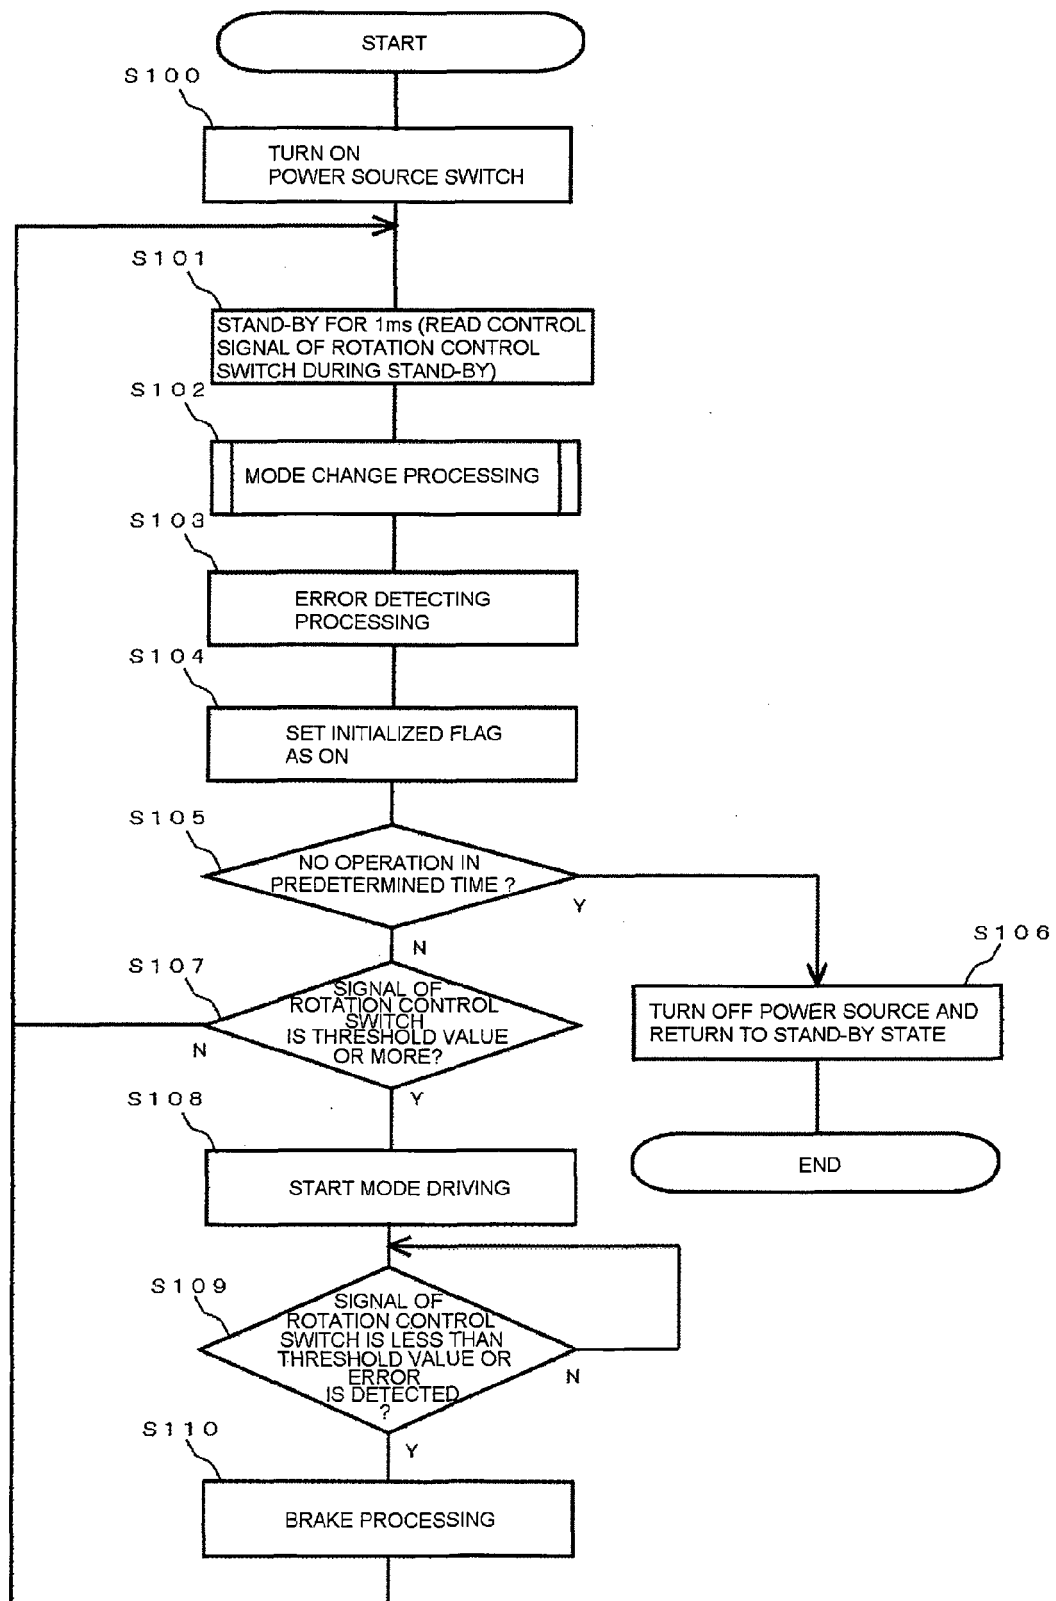 START
S100
TURN ON
POWER SOURCE SWITCH
S101
STAND-BY FOR 1ms (READ CONTROL
SIGNAL OF ROTATION CONTROL
SWITCH DURING STAND-BY)
S102
MODE CHANGE PROCESSING
S103
ERROR DETECTING
PROCESSING
S104
SET INITIALIZED FLAG
AS ON
S105
NO OPERATION IN
PREDETERMINED TIME ?
Y
N
S106
TURN OFF POWER SOURCE AND
RETURN TO STAND-BY STATE
END
S107
SIGNAL OF
ROTATION CONTROL
SWITCH
IS THRESHOLD VALUE
OR MORE?
N
Y
S108
START MODE DRIVING
S109
SIGNAL OF
ROTATION CONTROL
SWITCH IS LESS THAN
THRESHOLD VALUE OR
ERROR
IS DETECTED
?
N
Y
S110
BRAKE PROCESSING